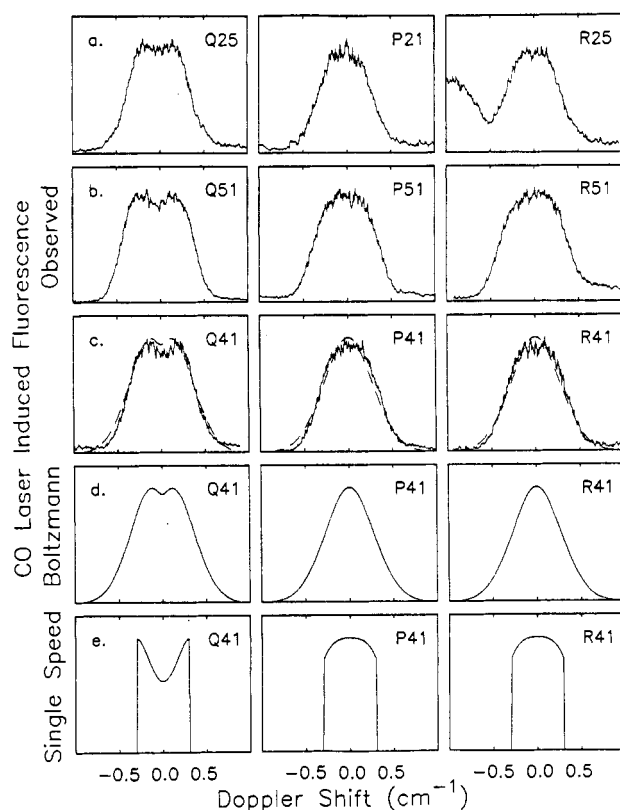 a. Q25 P21 R25
b. Q51 P51 R51
c. Q41 P41 R41
d. Q41 P41 R41
e. Q41 P41 R41
CO Laser Induced Fluorescence
Observed
Boltzmann
Single Speed
−0.5 0.0 0.5 −0.5 0.0 0.5 −0.5 0.0 0.5
Doppler Shift (cm⁻¹)